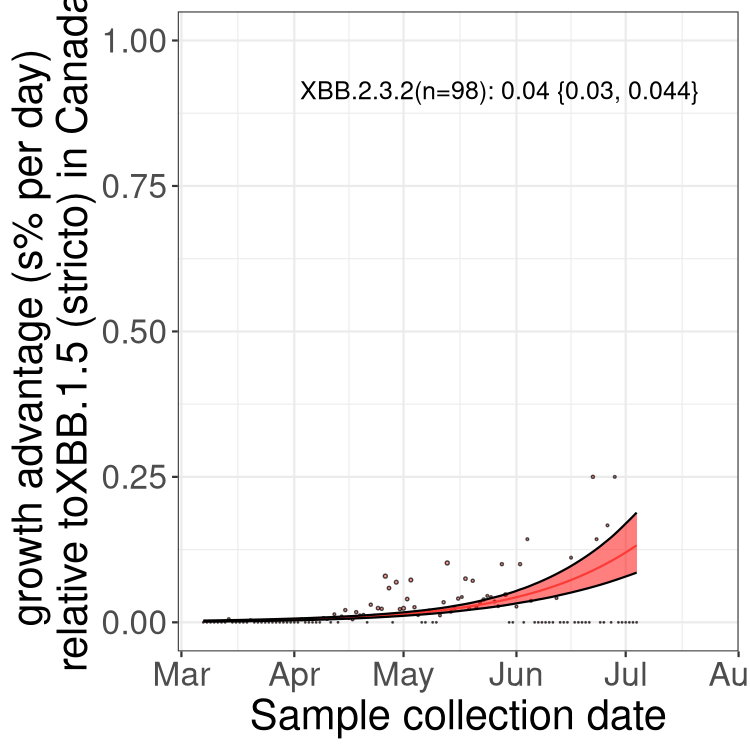 growth advantage (s% per day)
relative toXBB.1.5 (stricto) in Canada
1.00
0.75
0.50
0.25
0.00
XBB.2.3.2(n=98): 0.04 {0.03, 0.044}
Mar Apr May Jun Jul Au
Sample collection date